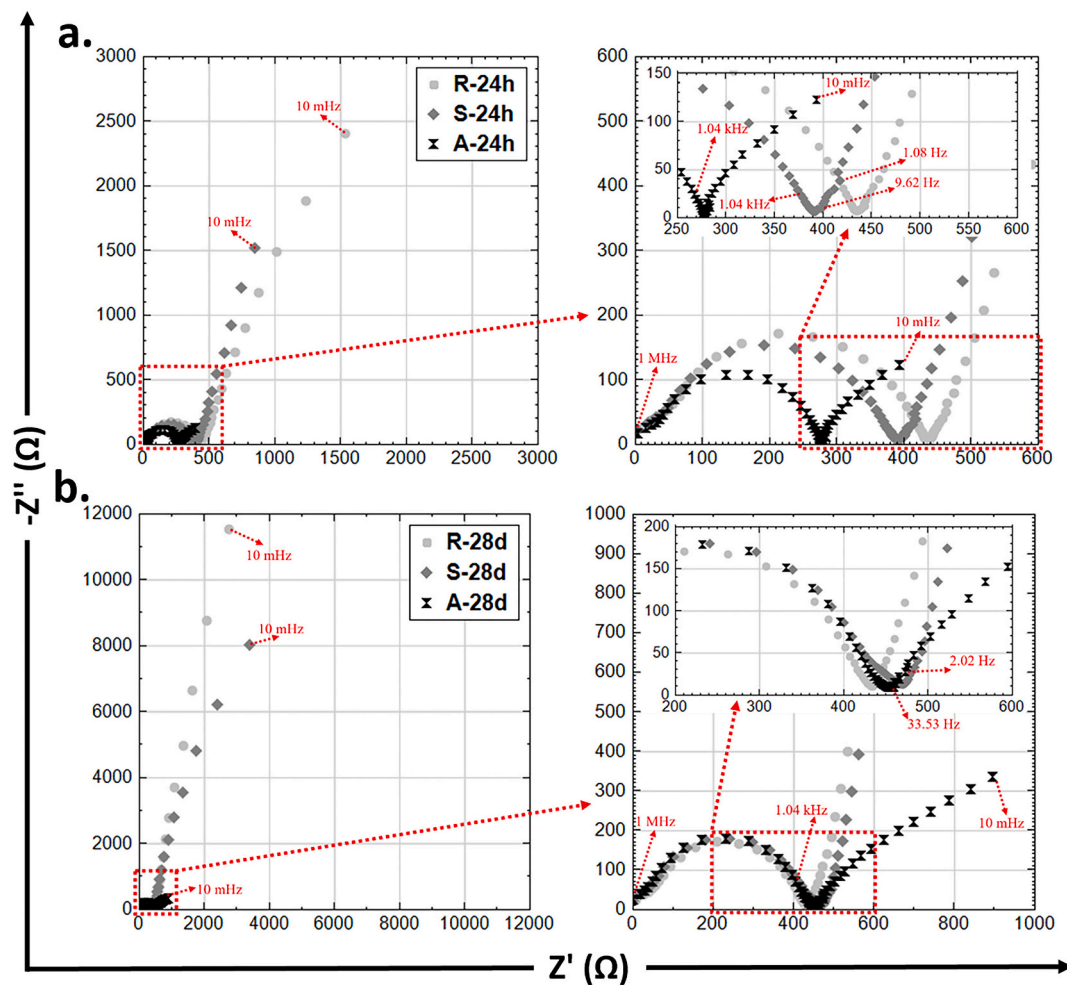 a.
3000
2500
2000
1500
1000
500
0
0 500 1000 1500 2000 2500 3000
R-24h
S-24h
A-24h
10 mHz
10 mHz
600
500
400
300
200
100
0
0 100 200 300 400 500 600
150
100
50
0
250 300 350 400 450 500 550 600
10 mHz
1.04 kHz
1.08 Hz
1.04 kHz
9.62 Hz
10 mHz
1 MHz
-Z'' (Ω)
b.
12000
10000
8000
6000
4000
2000
0
0 2000 4000 6000 8000 10000 12000
R-28d
S-28d
A-28d
10 mHz
10 mHz
10 mHz
1000
900
800
700
600
500
400
300
200
100
0
0 200 400 600 800 1000
200
150
100
50
0
200 300 400 500 600
2.02 Hz
33.53 Hz
1.04 kHz
1 MHz
10 mHz
Z' (Ω)